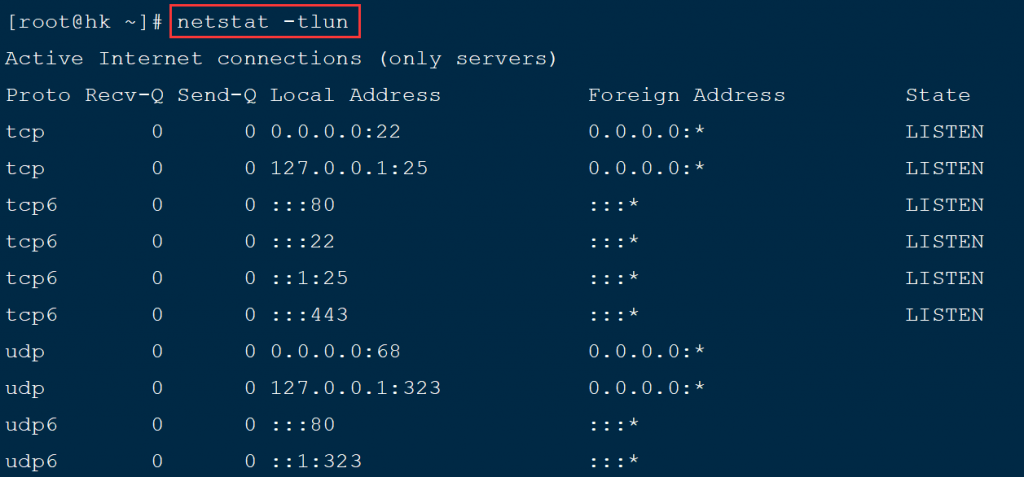 [root@hk ~]# netstat -tlun
Active Internet connections (only servers)
Proto Recv-Q Send-Q Local Address           Foreign Address         State
tcp        0      0 0.0.0.0:22              0.0.0.0:*               LISTEN
tcp        0      0 127.0.0.1:25            0.0.0.0:*               LISTEN
tcp6       0      0 :::80                   :::*                    LISTEN
tcp6       0      0 :::22                   :::*                    LISTEN
tcp6       0      0 ::1:25                  :::*                    LISTEN
tcp6       0      0 :::443                  :::*                    LISTEN
udp        0      0 0.0.0.0:68              0.0.0.0:*
udp        0      0 127.0.0.1:323           0.0.0.0:*
udp6       0      0 :::80                   :::*
udp6       0      0 ::1:323                 :::*